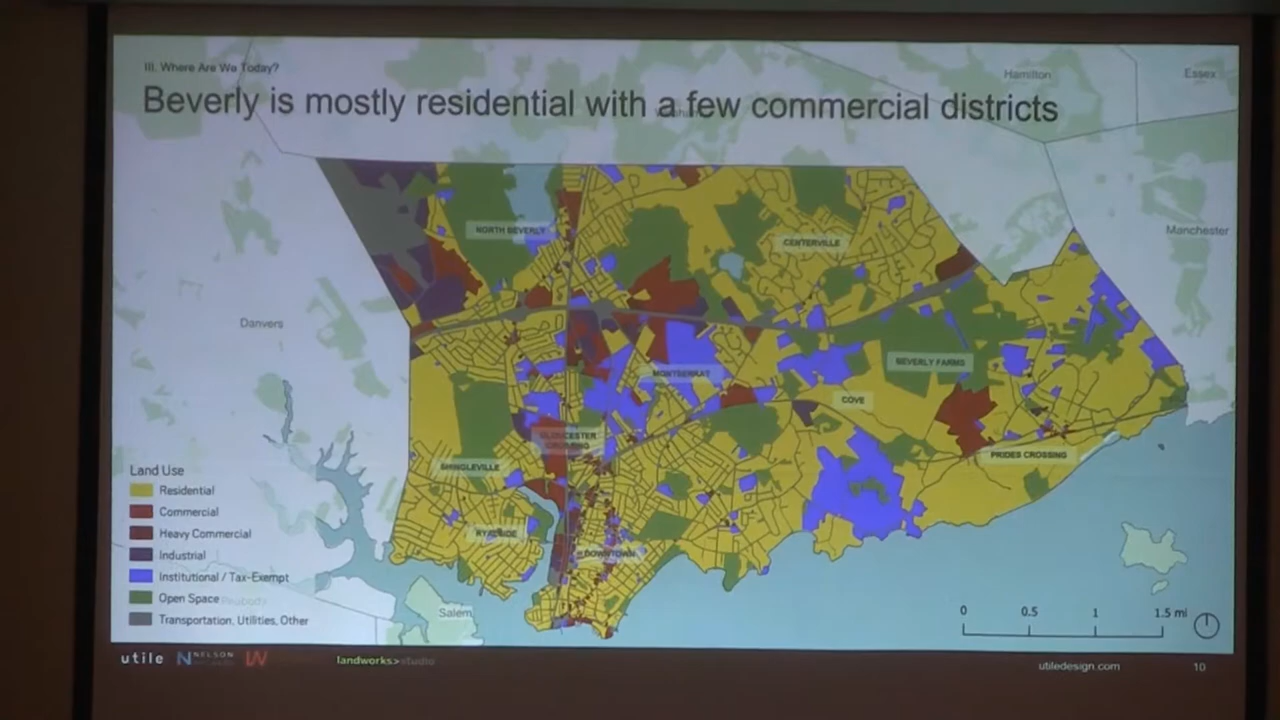 III. Where Are We Today?
Beverly is mostly residential with a few commercial districts
Hamilton
Essex
Manchester
Danvers
NORTH BEVERLY
CENTERVILLE
BEVERLY FARMS
MONTSERRAT
COVE
GLOUCESTER
CROSSING
PRIDES CROSSING
SHINGLEVILLE
RYALSIDE
DOWNTOWN
Salem
Land Use
Residential
Commercial
Heavy Commercial
Industrial
Institutional / Tax-Exempt
Open Space
Peabody
Transportation, Utilities, Other
0 0.5 1 1.5 mi
utile
NELSON
landworks>studio
utiledesign.com
10